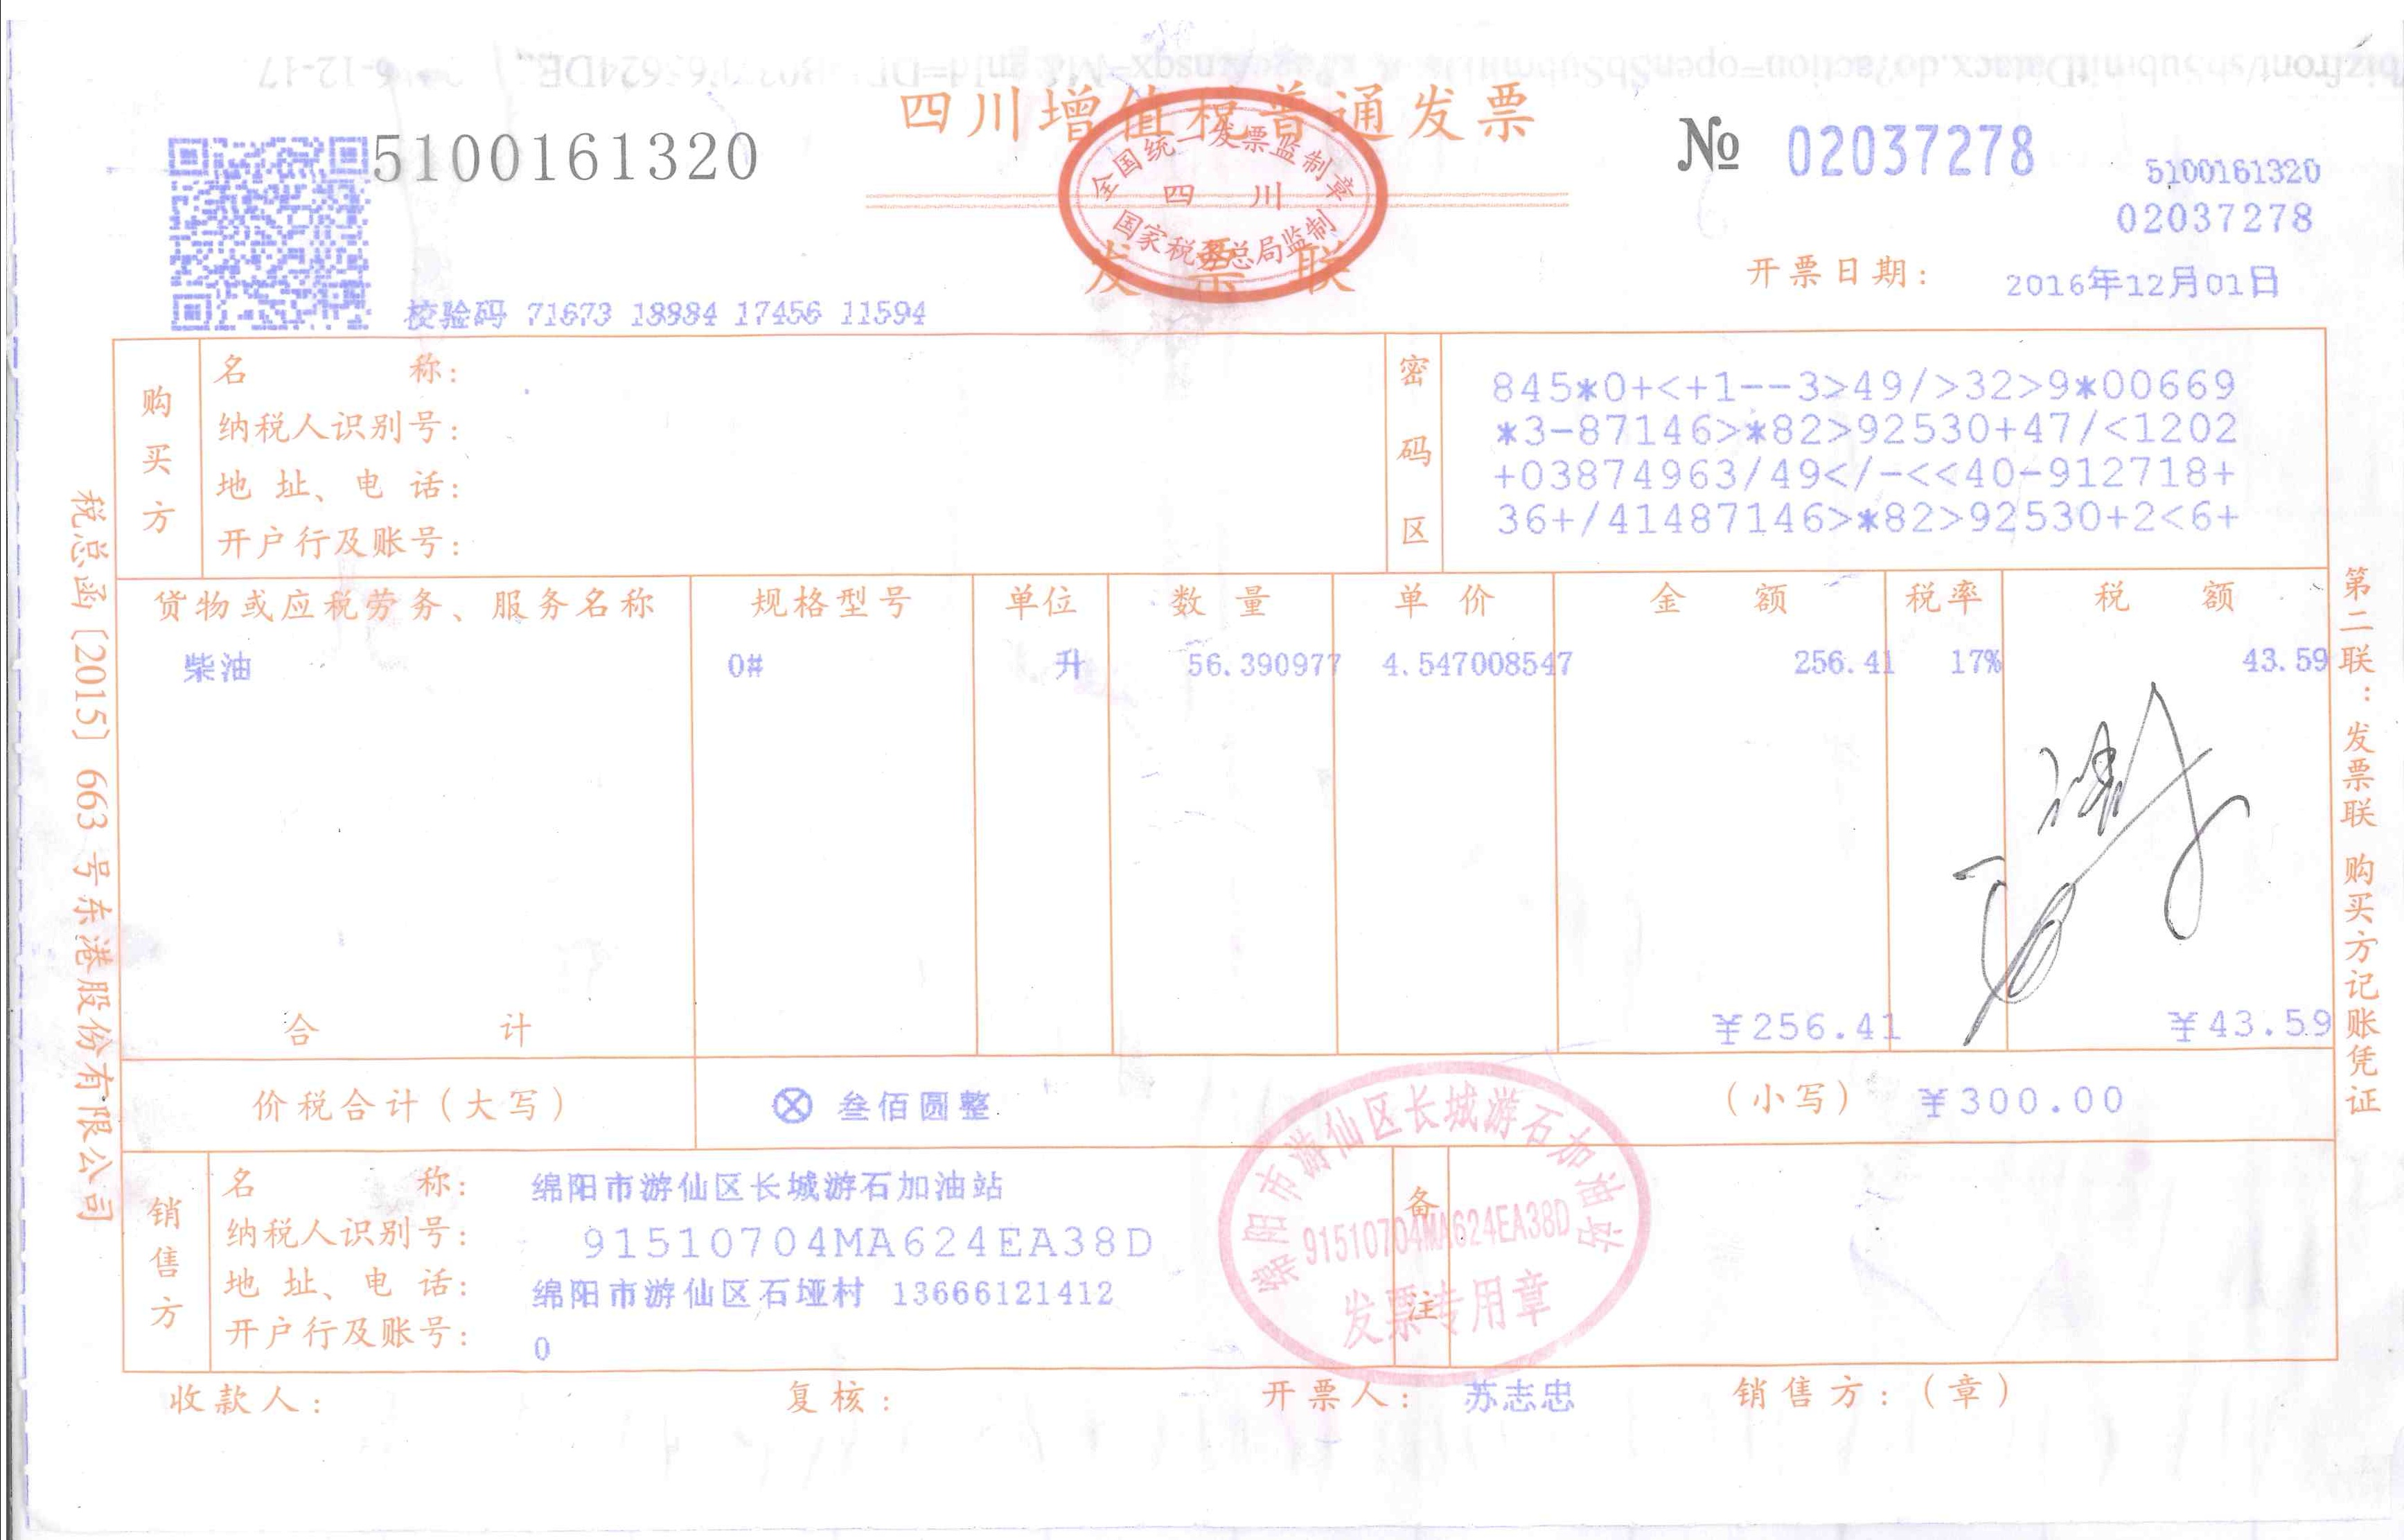 四川增值税普通发票
5100161320
№ 02037278
5100161320
02037278
全国统一发票监制章
四 川
国家税务总局监制
发票联
开票日期: 2016年12月01日
校验码 71673 18884 17456 11594
购买方
名 称:
纳税人识别号:
地 址、电 话:
开户行及账号:
密码区
845*0+<+1--3>49/>32>9*00669
*3-87146>*82>92530+47/<1202
+03874963/49</-<<40-912718+
36+/41487146>*82>92530+2<6+
货物或应税劳务、服务名称 规格型号 单位 数 量 单 价 金 额 税率 税 额
柴油 0# 升 56.390977 4.547008547 256.41 17% 43.59
合 计 ¥256.41 ¥43.59
价税合计(大写) ⊗ 叁佰圆整 (小写) ¥300.00
销售方
名 称: 绵阳市游仙区长城游石加油站
纳税人识别号: 91510704MA624EA38D
地 址、电 话: 绵阳市游仙区石垭村 13666121412
开户行及账号: 0
备注
绵阳市游仙区长城游石加油站
91510704MA624EA38D
发票专用章
收款人: 复核: 开票人: 苏志忠 销售方:(章)
税总函〔2015〕663号东港股份有限公司
第二联:发票联 购买方记账凭证